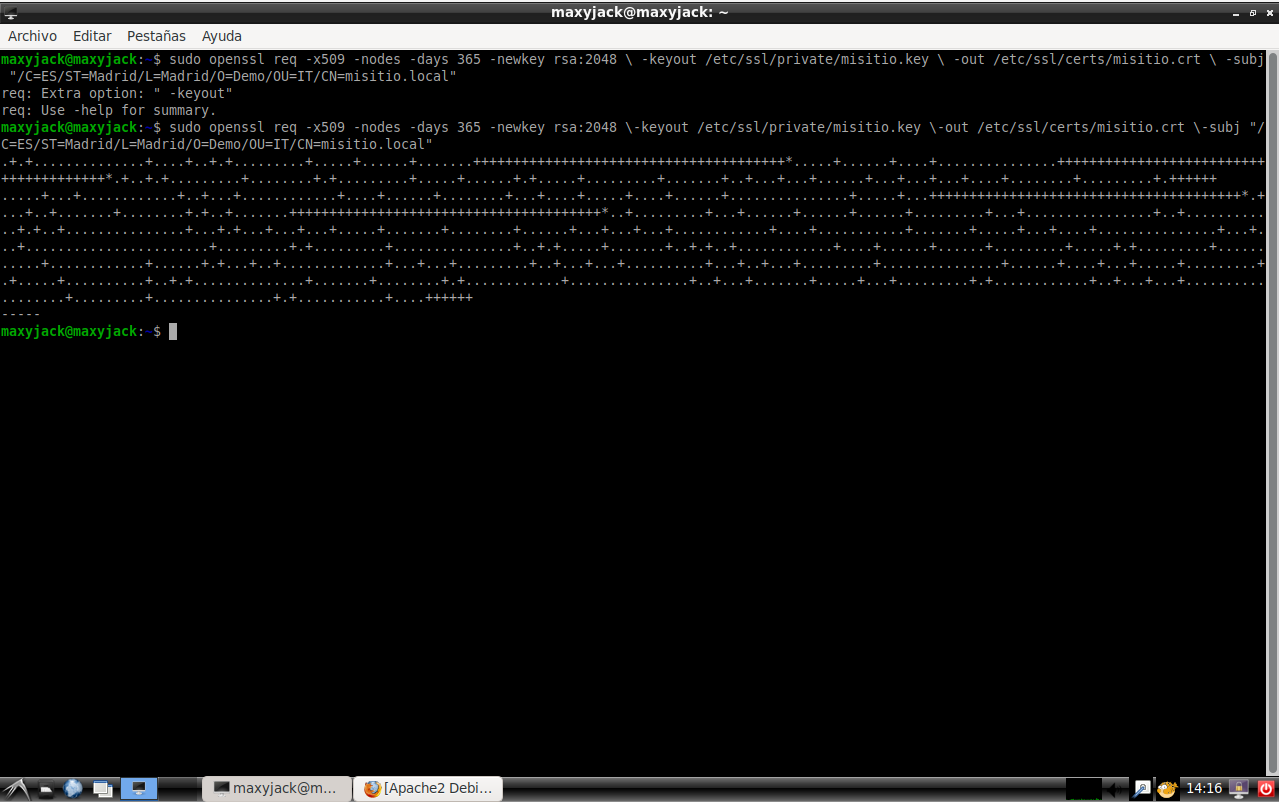 maxyjack@maxyjack: ~
Archivo Editar Pestañas Ayuda
maxyjack@maxyjack:~$ sudo openssl req -x509 -nodes -days 365 -newkey rsa:2048 \ -keyout /etc/ssl/private/misitio.key \ -out /etc/ssl/certs/misitio.crt \ -subj
"/C=ES/ST=Madrid/L=Madrid/O=Demo/OU=IT/CN=misitio.local"
req: Extra option: " -keyout"
req: Use -help for summary.
maxyjack@maxyjack:~$ sudo openssl req -x509 -nodes -days 365 -newkey rsa:2048 \-keyout /etc/ssl/private/misitio.key \-out /etc/ssl/certs/misitio.crt \-subj "/
C=ES/ST=Madrid/L=Madrid/O=Demo/OU=IT/CN=misitio.local"
-----
maxyjack@maxyjack:~$
maxyjack@m...
[Apache2 Debi...
14:16